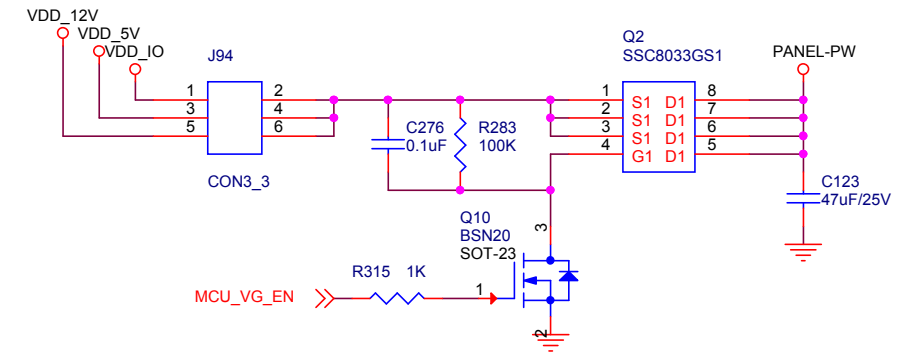 VDD_12V
VDD_5V
VDD_IO
J94
1 2
3 4
5 6
CON3_3
C276
0.1uF
R283
100K
Q2
SSC8033GS1
1 S1 D1 8
2 S1 D1 7
3 S1 D1 6
4 G1 D1 5
PANEL-PW
C123
47uF/25V
Q10
BSN20
SOT-23
3
R315 1K
MCU_VG_EN
1
2